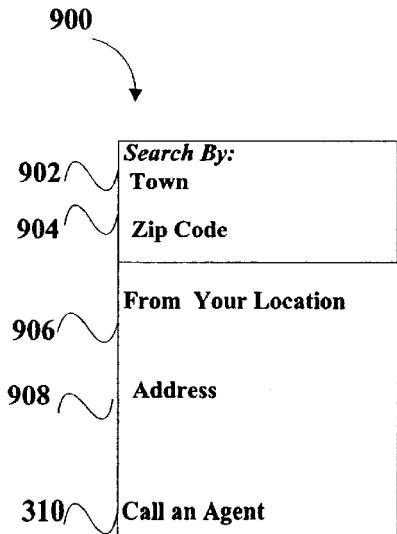 900
Search By:
902 Town
904 Zip Code
From Your Location
906
908 Address
310 Call an Agent